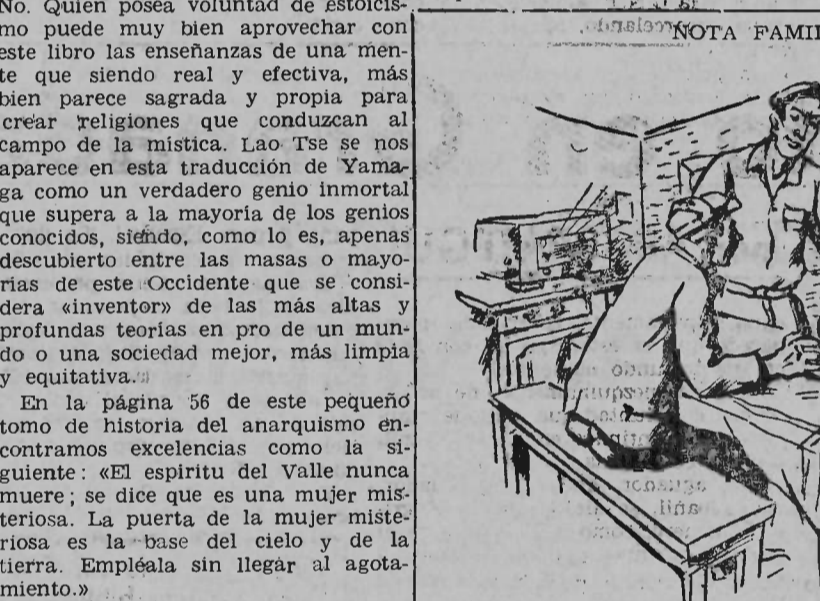 No. Quien posea voluntad de estoicis-
mo puede muy bien aprovechar con
este libro las enseñanzas de una men-
te que siendo real y efectiva, más
bien parece sagrada y propia para
crear religiones que conduzcan al
campo de la mística. Lao Tse se nos
aparece en esta traducción de Yama-
ga como un verdadero genio inmortal
que supera a la mayoría de los genios
conocidos, siendo, como lo es, apenas
descubierto entre las masas o mayo-
rías de este Occidente que se consi-
dera «inventor» de las más altas y
profundas teorías en pro de un mun-
do o una sociedad mejor, más limpia
y equitativa.
En la página 56 de este pequeño
tomo de historia del anarquismo en-
contramos excelencias como la si-
guiente: «El espiritu del Valle nunca
muere; se dice que es una mujer mis-
teriosa. La puerta de la mujer miste-
riosa es la base del cielo y de la
tierra. Empléala sin llegar al agota-
miento.»
NOTA FAMI